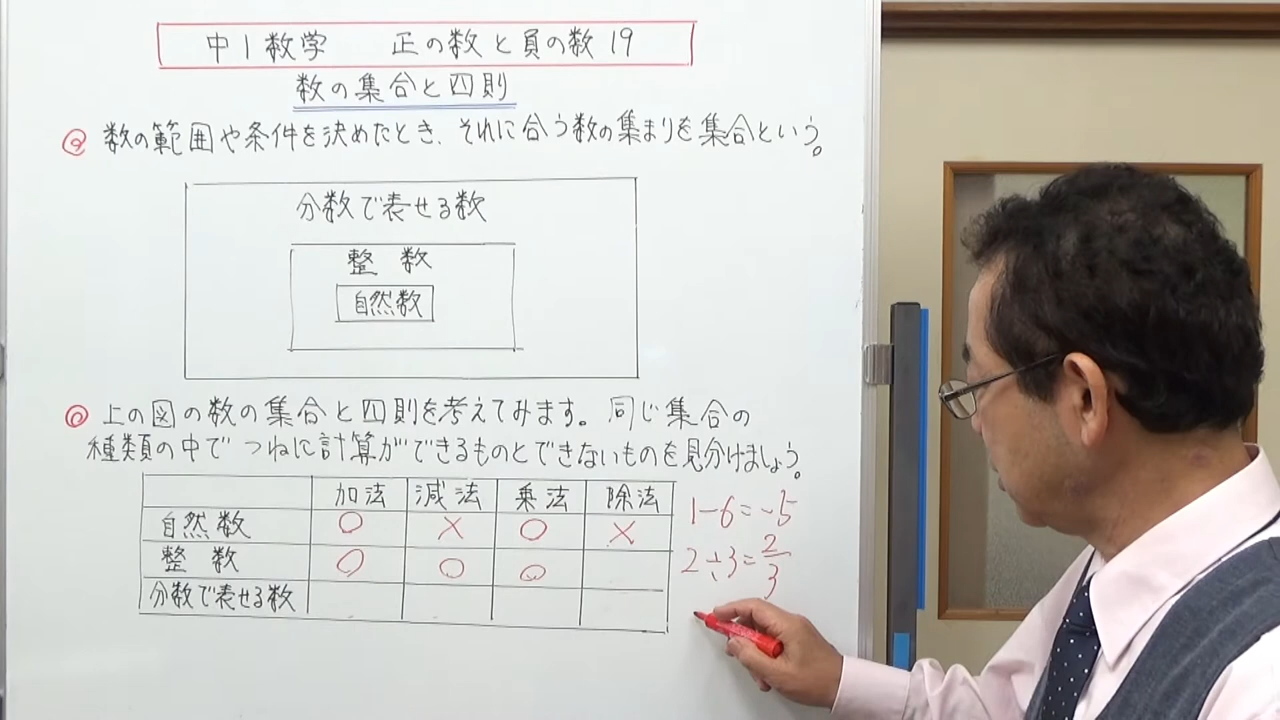 中1数学 正の数と負の数19
数の集合と四則
◎ 数の範囲や条件を決めたとき、それに合う数の集まりを集合という。
分数で表せる数
整 数
自然数
◎ 上の図の数の集合と四則を考えてみます。同じ集合の
種類の中でつねに計算ができるものとできないものを見分けましょう。
加法 減法 乗法 除法
自然数 ○ × ○ ×
整 数 ○ ○ ○
分数で表せる数
1-6=-5
2÷3=2/3